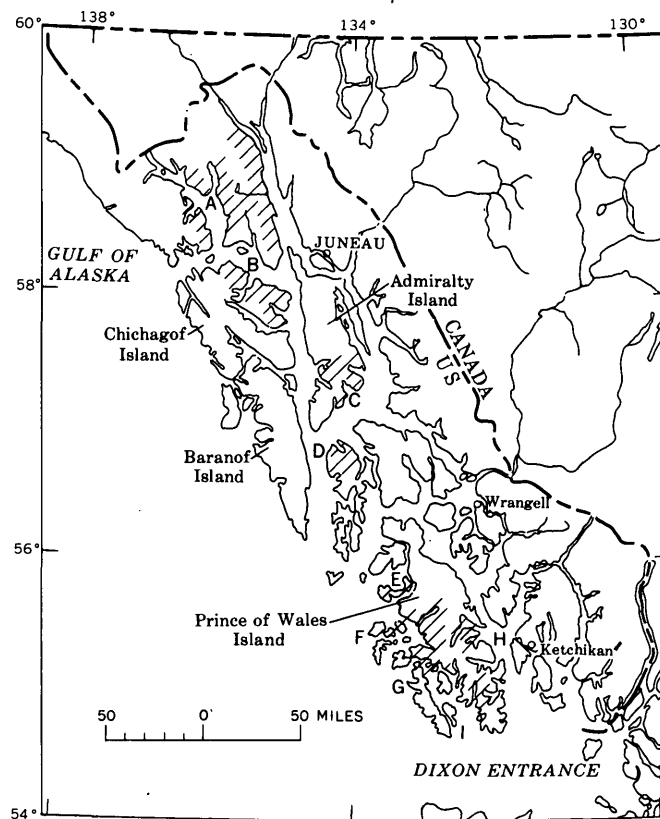 60°
138°
134°
130°
A
JUNEAU
GULF OF
ALASKA
B
58°
Admiralty
Island
Chichagof
Island
CANADA
US
C
D
Baranof
Island
Wrangell
56°
E
Prince of Wales
Island
F
H
Ketchikan
G
I
50 0 50 MILES
DIXON ENTRANCE
54°